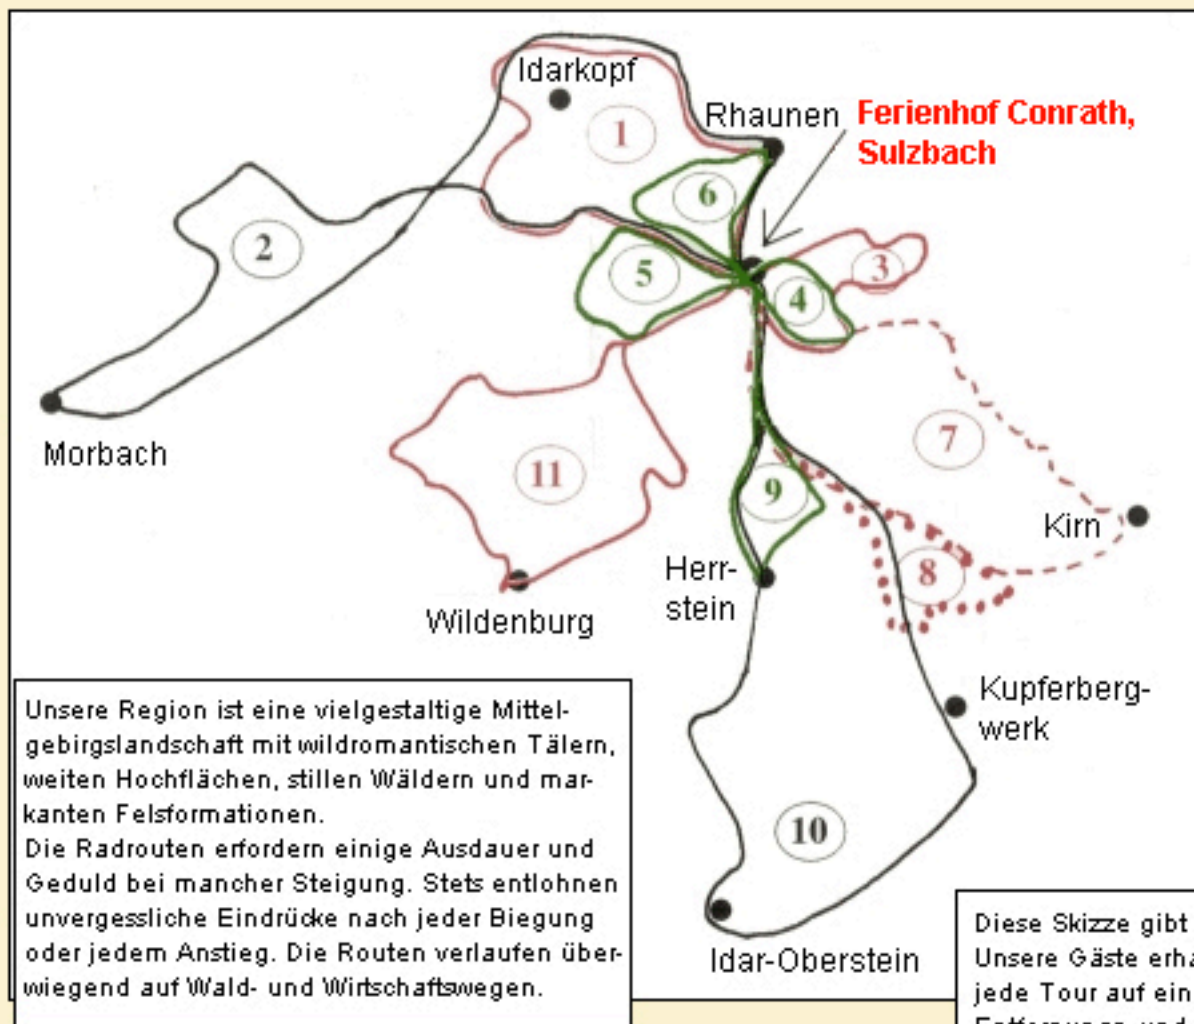 Idarkopf
Rhaunen
Ferienhof Conrath,
Sulzbach
1
6
2
5
4
3
Morbach
11
9
7
Kirn
8
Herr-
stein
Wildenburg
Kupferberg-
werk
10
Idar-Oberstein
Unsere Region ist eine vielgestaltige Mittel-
gebirgslandschaft mit wildromantischen Tälern,
weiten Hochflächen, stillen Wäldern und mar-
kanten Felsformationen.
Die Radrouten erfordern einige Ausdauer und
Geduld bei mancher Steigung. Stets entlohnen
unvergessliche Eindrücke nach jeder Biegung
oder jedem Anstieg. Die Routen verlaufen über-
wiegend auf Wald- und Wirtschaftswegen.
Diese Skizze gibt
Unsere Gäste erha
jede Tour auf ein